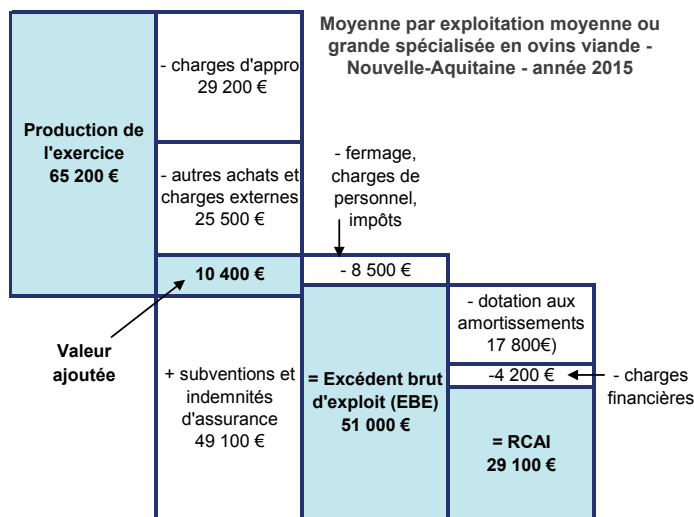 Moyenne par exploitation moyenne ou
grande spécialisée en ovins viande -
Nouvelle-Aquitaine - année 2015
Production de
l'exercice
65 200 €
- charges d'appro
29 200 €
- autres achats et
charges externes
25 500 €
10 400 €
Valeur
ajoutée
+ subventions et
indemnités
d'assurance
49 100 €
- fermage,
charges de
personnel,
impôts
- 8 500 €
= Excédent brut
d'exploit (EBE)
51 000 €
- dotation aux
amortissements
17 800€)
-4 200 €
- charges
financières
= RCAI
29 100 €